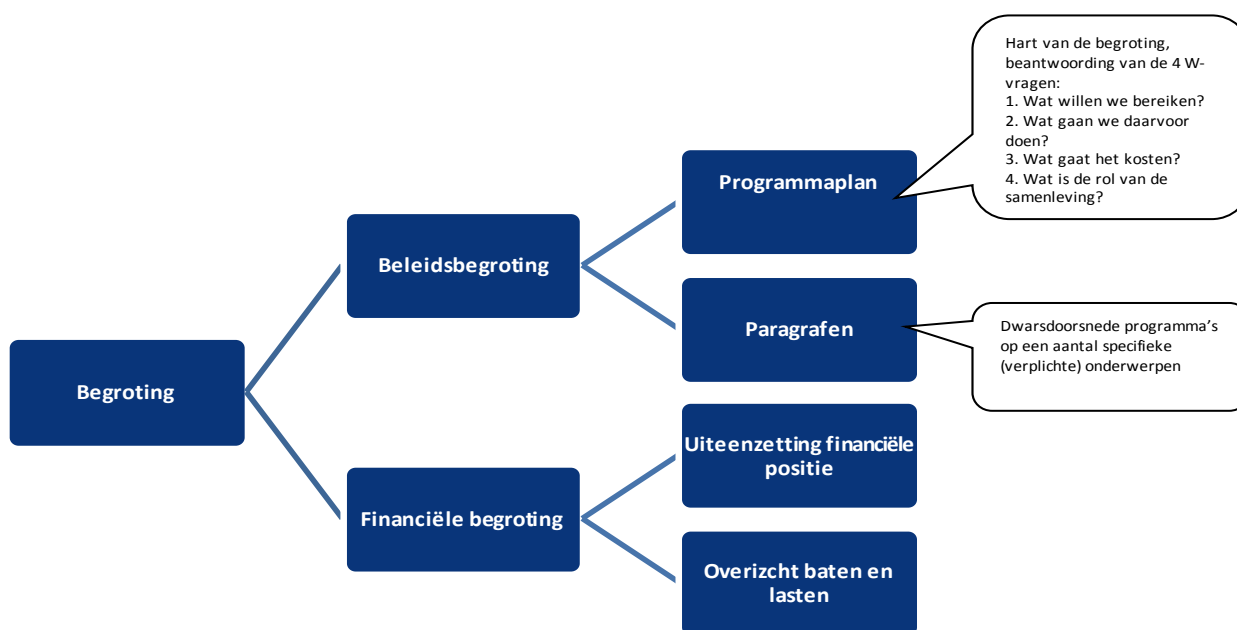 Hart van de begroting,
beantwoording van de 4 W-
vragen:
1. Wat willen we bereiken?
2. Wat gaan we daarvoor
doen?
3. Wat gaat het kosten?
4. Wat is de rol van de
samenleving?
Programmaplan
Beleidsbegroting
Paragrafen
Dwarsdoorsnede programma's
op een aantal specifieke
(verplichte) onderwerpen
Begroting
Uiteenzetting financiële
positie
Financiële begroting
Overizcht baten en
lasten